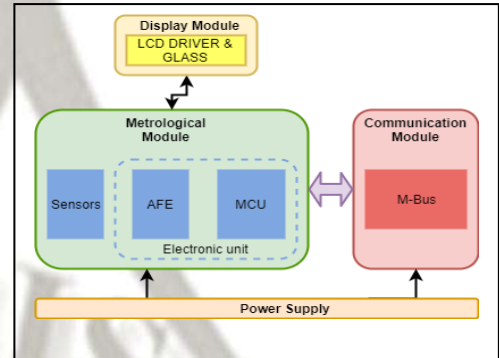 Display Module
LCD DRIVER &
GLASS
Metrological
Module
Communication
Module
Sensors
AFE
MCU
M-Bus
Electronic unit
Power Supply